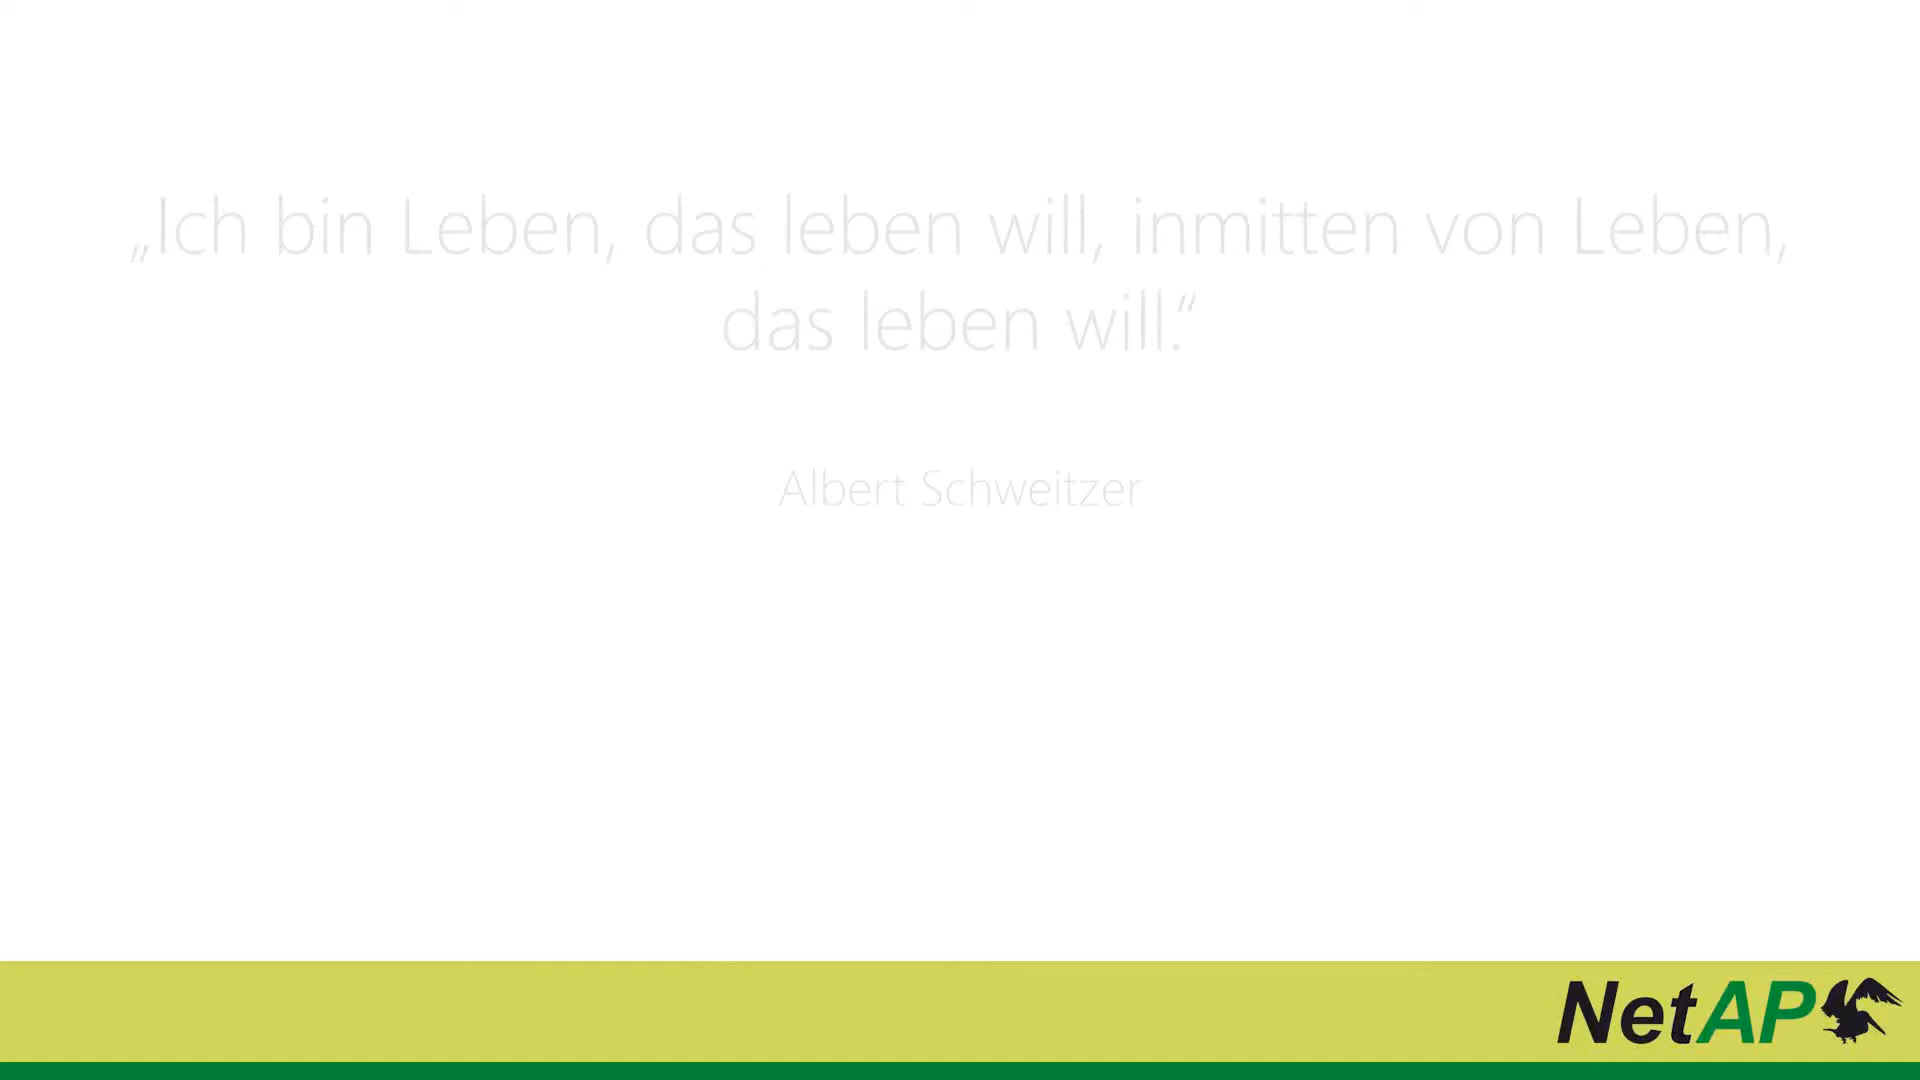 „Ich bin Leben, das leben will, inmitten von Leben,
das leben will.“
Albert Schweitzer
NetAP